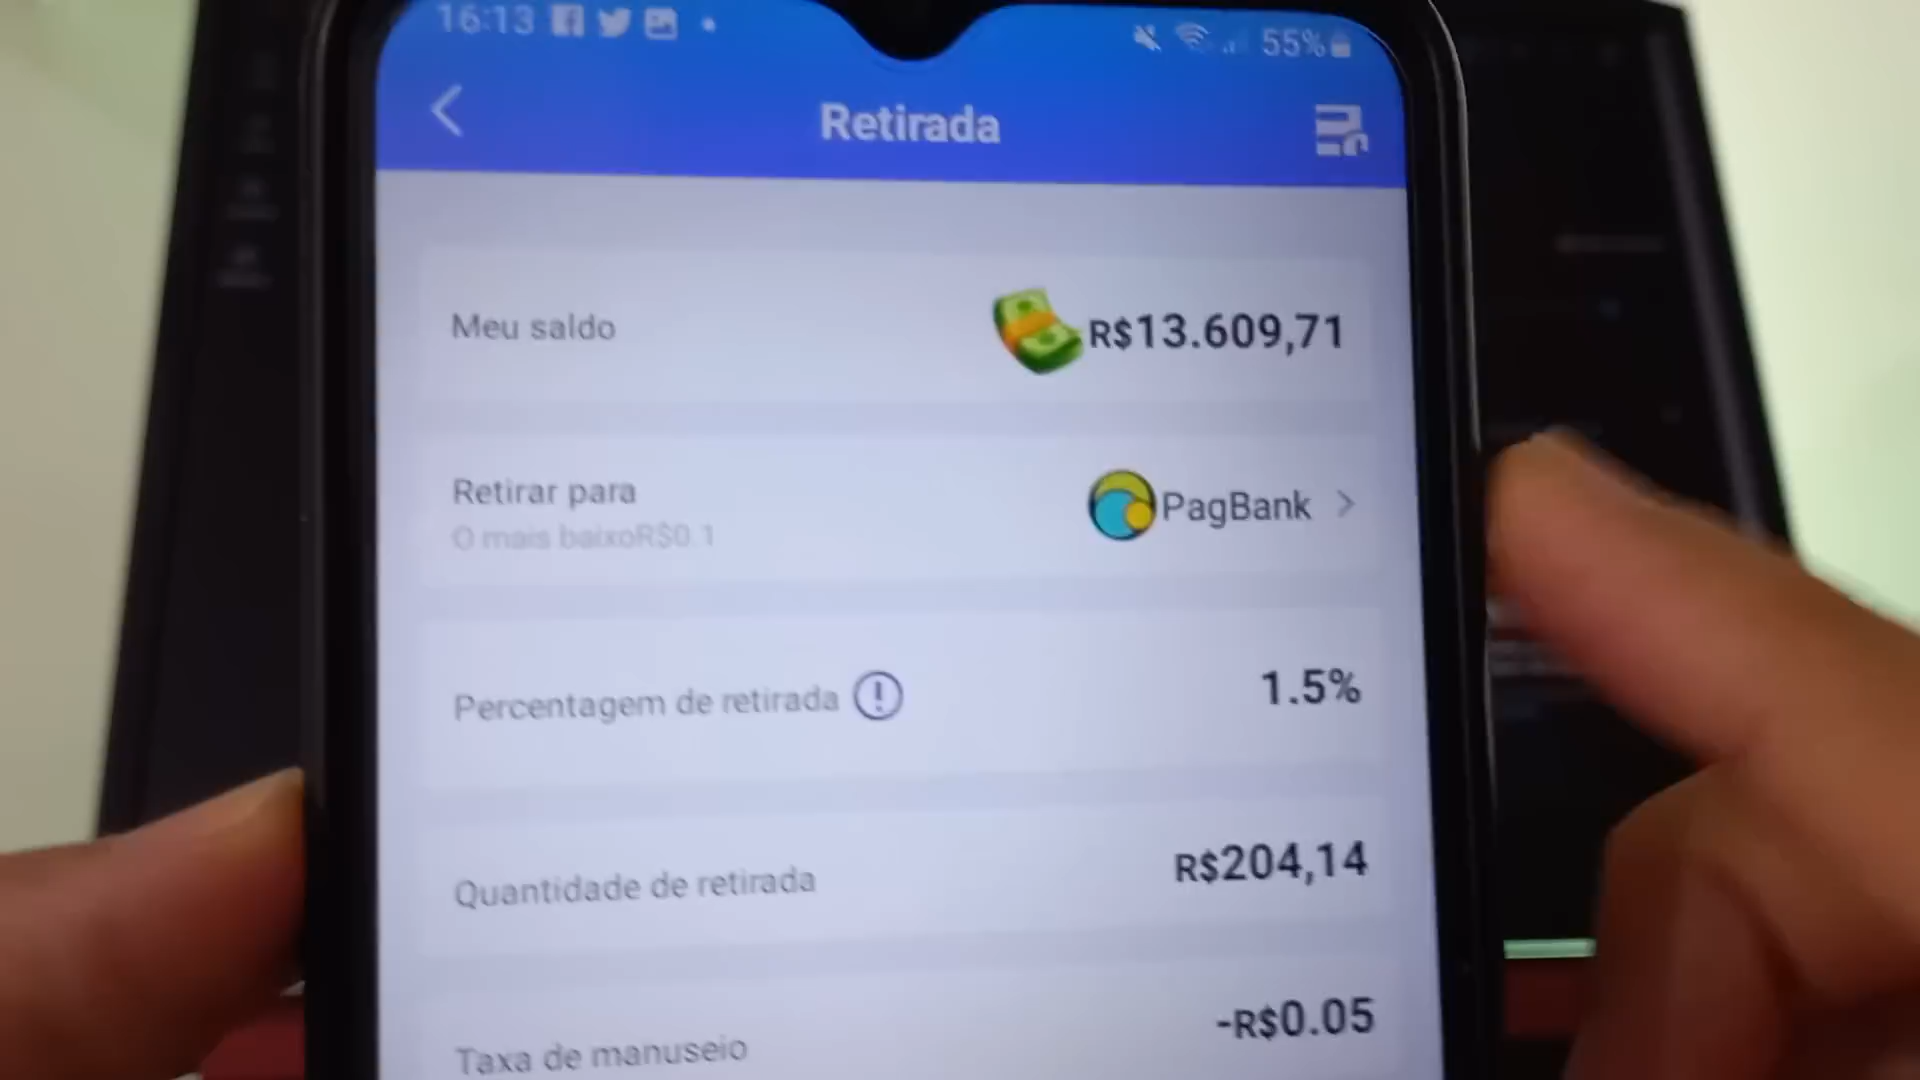 16:13
55%
Retirada
Meu saldo
R$13.609,71
Retirar para
O mais baixoR$0.1
PagBank
Percentagem de retirada
1.5%
Quantidade de retirada
R$204,14
Taxa de manuseio
-R$0.05